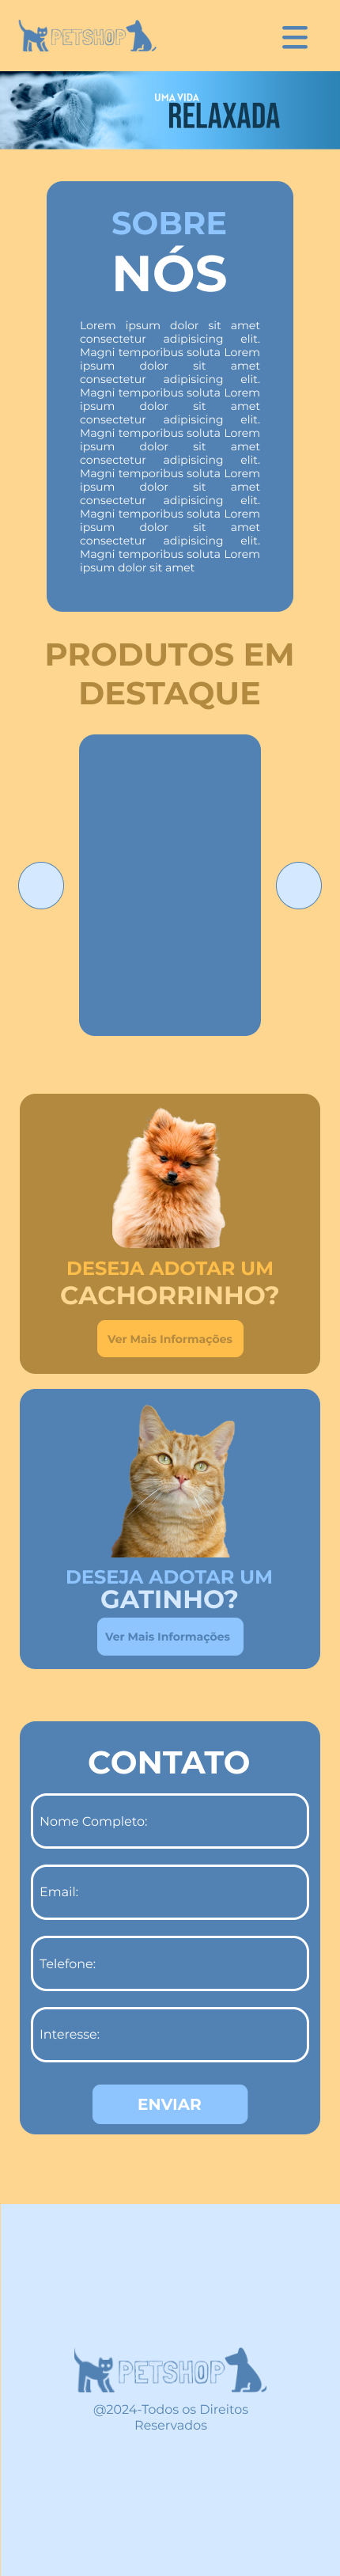 PETSHOP
UMA VIDA
RELAXADA
SOBRE
NÓS
Lorem ipsum dolor sit amet
consectetur adipisicing elit.
Magni temporibus soluta Lorem
ipsum dolor sit amet
consectetur adipisicing elit.
Magni temporibus soluta Lorem
ipsum dolor sit amet
consectetur adipisicing elit.
Magni temporibus soluta Lorem
ipsum dolor sit amet
consectetur adipisicing elit.
Magni temporibus soluta Lorem
ipsum dolor sit amet
consectetur adipisicing elit.
Magni temporibus soluta Lorem
ipsum dolor sit amet
consectetur adipisicing elit.
Magni temporibus soluta Lorem
ipsum dolor sit amet
PRODUTOS EM
DESTAQUE
DESEJA ADOTAR UM
CACHORRINHO?
Ver Mais Informações
DESEJA ADOTAR UM
GATINHO?
Ver Mais Informações
CONTATO
Nome Completo:
Email:
Telefone:
Interesse:
ENVIAR
PETSHOP
@2024-Todos os Direitos
Reservados